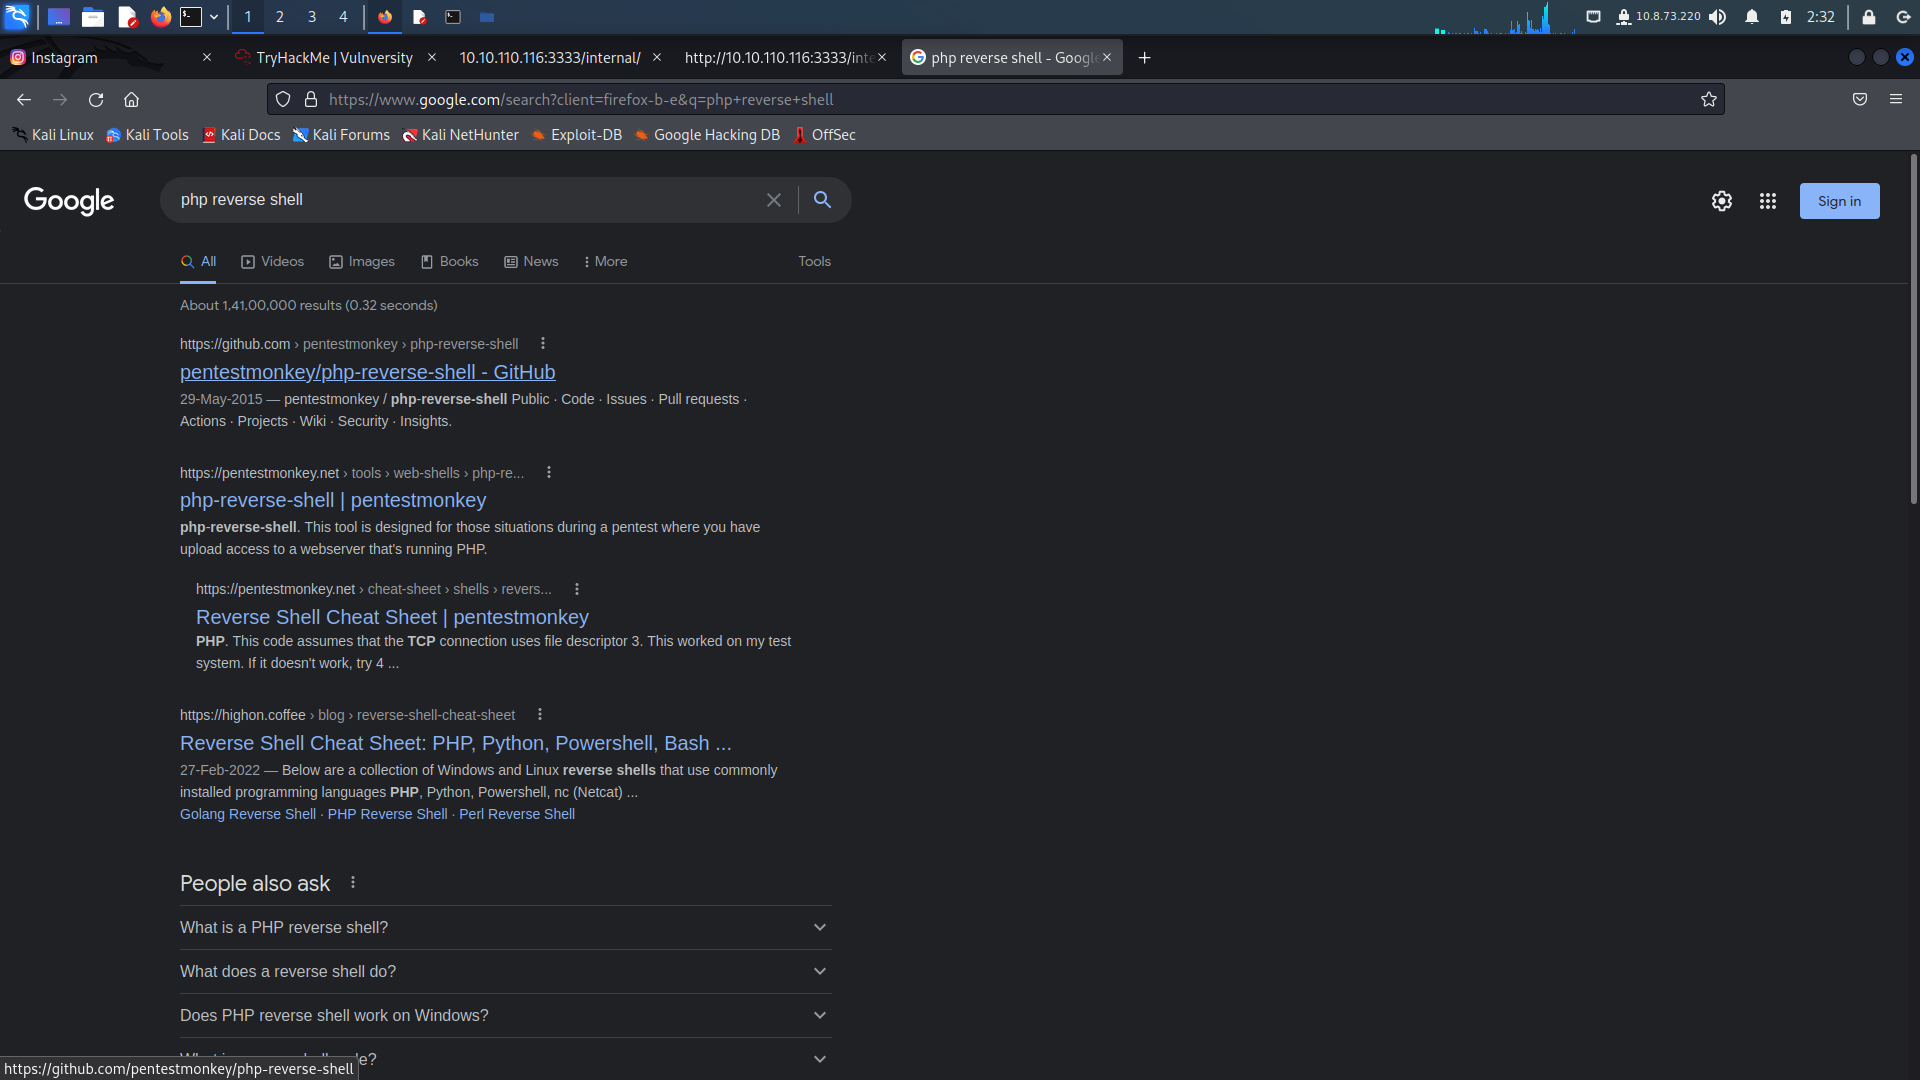 1 2 3 4
10.8.73.220
2:32
Instagram
TryHackMe | Vulnversity
10.10.110.116:3333/internal/
http://10.10.110.116:3333/inte
php reverse shell - Google
https://www.google.com/search?client=firefox-b-e&q=php+reverse+shell
Kali Linux Kali Tools Kali Docs Kali Forums Kali NetHunter Exploit-DB Google Hacking DB OffSec
Google
php reverse shell
Sign in
All Videos Images Books News More Tools
About 1,41,00,000 results (0.32 seconds)
https://github.com › pentestmonkey › php-reverse-shell
pentestmonkey/php-reverse-shell - GitHub
29-May-2015 — pentestmonkey / php-reverse-shell Public · Code · Issues · Pull requests ·
Actions · Projects · Wiki · Security · Insights.
https://pentestmonkey.net › tools › web-shells › php-re...
php-reverse-shell | pentestmonkey
php-reverse-shell. This tool is designed for those situations during a pentest where you have
upload access to a webserver that's running PHP.
https://pentestmonkey.net › cheat-sheet › shells › revers...
Reverse Shell Cheat Sheet | pentestmonkey
PHP. This code assumes that the TCP connection uses file descriptor 3. This worked on my test
system. If it doesn't work, try 4 ...
https://highon.coffee › blog › reverse-shell-cheat-sheet
Reverse Shell Cheat Sheet: PHP, Python, Powershell, Bash ...
27-Feb-2022 — Below are a collection of Windows and Linux reverse shells that use commonly
installed programming languages PHP, Python, Powershell, nc (Netcat) ...
Golang Reverse Shell · PHP Reverse Shell · Perl Reverse Shell
People also ask
What is a PHP reverse shell?
What does a reverse shell do?
Does PHP reverse shell work on Windows?
https://github.com/pentestmonkey/php-reverse-shell